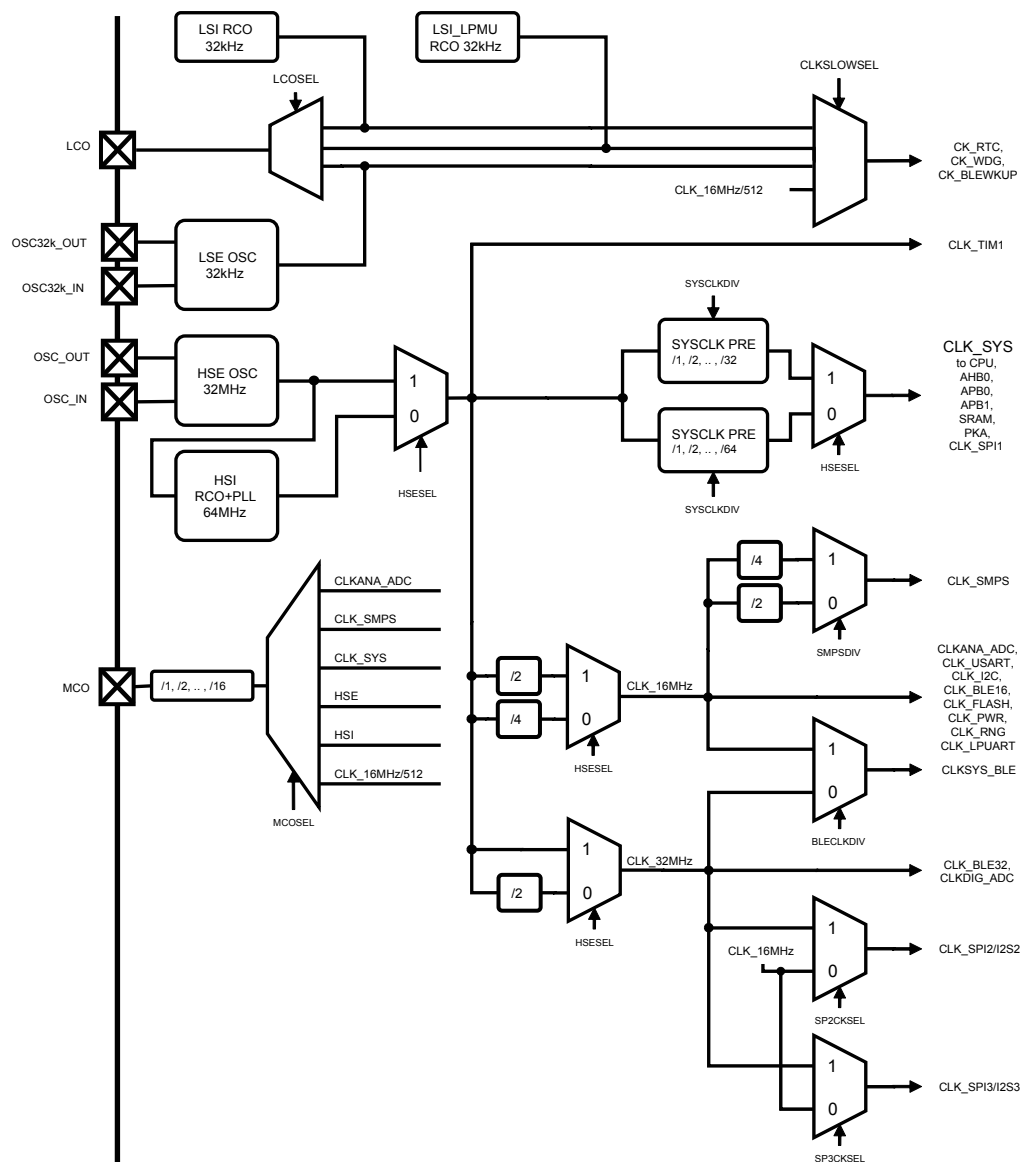 LSI RCO
32kHz
LSI_LPMU
RCO 32kHz
LCOSEL
CLKSLOWSEL
LCO
CK_RTC,
CK_WDG,
CK_BLEWKUP
CLK_16MHz/512
OSC32k_OUT
LSE OSC
32kHz
OSC32k_IN
CLK_TIM1
SYSCLKDIV
OSC_OUT
HSE OSC
32MHz
OSC_IN
1
0
HSESEL
SYSCLK PRE
/1, /2, .. , /32
SYSCLK PRE
/1, /2, .. , /64
SYSCLKDIV
1
0
HSESEL
CLK_SYS
to CPU,
AHB0,
APB0,
APB1,
SRAM,
PKA,
CLK_SPI1
HSI
RCO+PLL
64MHz
CLKANA_ADC
CLK_SMPS
CLK_SYS
HSE
HSI
CLK_16MHz/512
MCO
/1, /2, .. , /16
MCOSEL
/4
/2
1
0
SMPSDIV
CLK_SMPS
/2
/4
1
0
HSESEL
CLK_16MHz
CLKANA_ADC,
CLK_USART,
CLK_I2C,
CLK_BLE16,
CLK_FLASH,
CLK_PWR,
CLK_RNG
CLK_LPUART
1
0
BLECLKDIV
CLKSYS_BLE
/2
1
0
HSESEL
CLK_32MHz
CLK_BLE32,
CLKDIG_ADC
CLK_16MHz
1
0
SP2CKSEL
CLK_SPI2/I2S2
1
0
SP3CKSEL
CLK_SPI3/I2S3